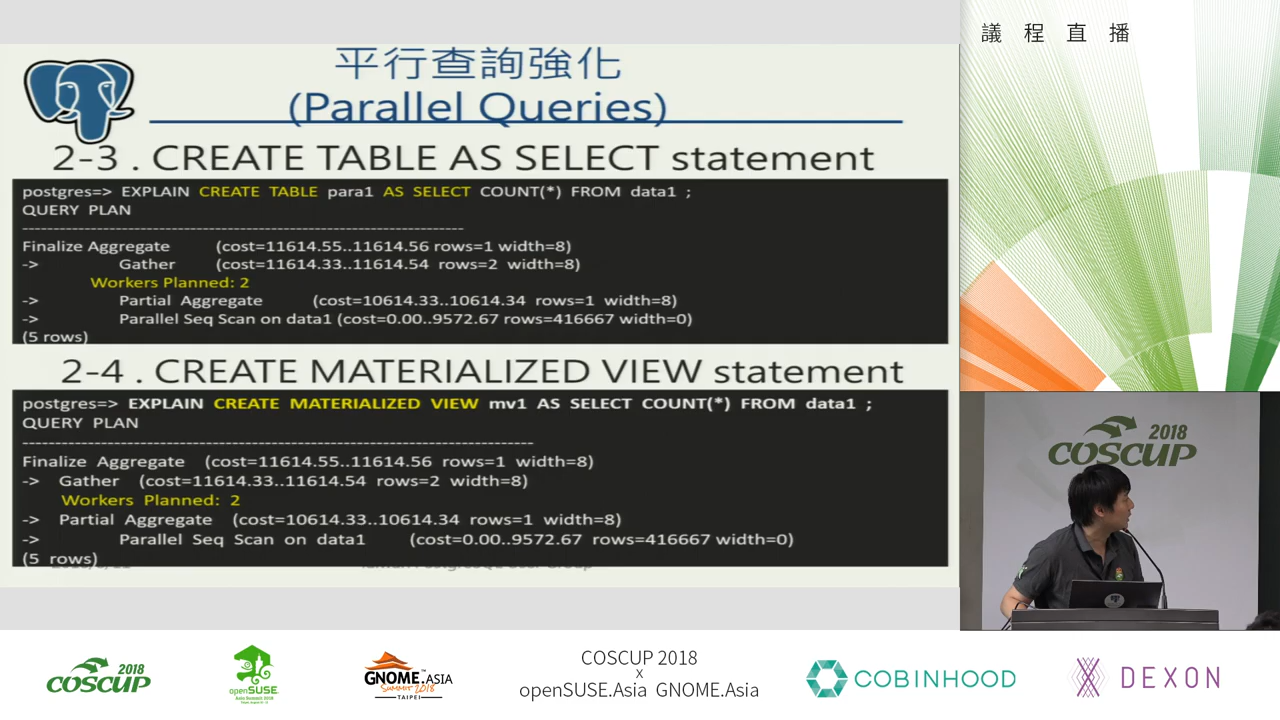 議程直播
平行查詢強化
(Parallel Queries)
2-3 . CREATE TABLE AS SELECT statement
postgres=> EXPLAIN CREATE TABLE para1 AS SELECT COUNT(*) FROM data1 ;
QUERY PLAN
Finalize Aggregate (cost=11614.55..11614.56 rows=1 width=8)
-> Gather (cost=11614.33..11614.54 rows=2 width=8)
Workers Planned: 2
-> Partial Aggregate (cost=10614.33..10614.34 rows=1 width=8)
-> Parallel Seq Scan on data1 (cost=0.00..9572.67 rows=416667 width=0)
(5 rows)
2-4 . CREATE MATERIALIZED VIEW statement
postgres=> EXPLAIN CREATE MATERIALIZED VIEW mv1 AS SELECT COUNT(*) FROM data1 ;
QUERY PLAN
Finalize Aggregate (cost=11614.55..11614.56 rows=1 width=8)
-> Gather (cost=11614.33..11614.54 rows=2 width=8)
Workers Planned: 2
-> Partial Aggregate (cost=10614.33..10614.34 rows=1 width=8)
-> Parallel Seq Scan on data1 (cost=0.00..9572.67 rows=416667 width=0)
(5 rows)
2018
COSCUP
2018
COSCUP
openSUSE
Asia Summit 2018
GNOME.ASIA
SUMMIT 2018
TAIPEI
COSCUP 2018
x
openSUSE.Asia GNOME.Asia
COBINHOOD
DEXON